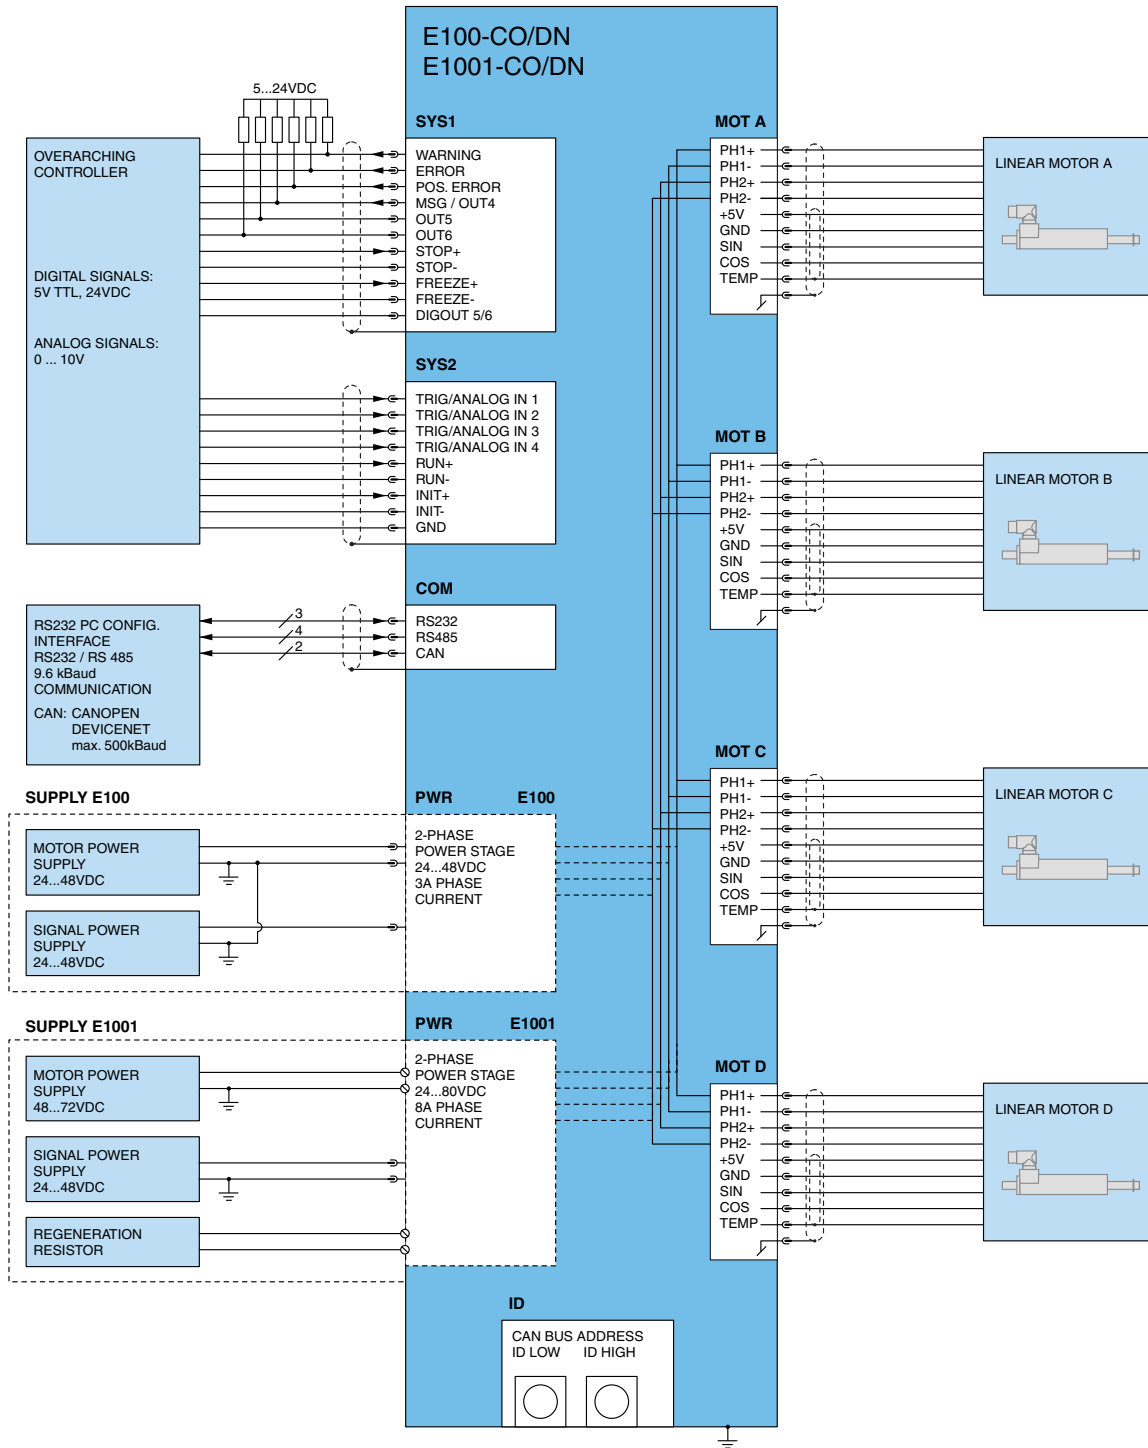 E100-CO/DN
E1001-CO/DN
5...24VDC
OVERARCHING
CONTROLLER
DIGITAL SIGNALS:
5V TTL, 24VDC
ANALOG SIGNALS:
0 ... 10V
SYS1
WARNING
ERROR
POS. ERROR
MSG / OUT4
OUT5
OUT6
STOP+
STOP-
FREEZE+
FREEZE-
DIGOUT 5/6
SYS2
TRIG/ANALOG IN 1
TRIG/ANALOG IN 2
TRIG/ANALOG IN 3
TRIG/ANALOG IN 4
RUN+
RUN-
INIT+
INIT-
GND
RS232 PC CONFIG.
INTERFACE
RS232 / RS 485
9.6 kBaud
COMMUNICATION
CAN: CANOPEN
DEVICENET
max. 500kBaud
3
4
2
COM
RS232
RS485
CAN
SUPPLY E100
MOTOR POWER
SUPPLY
24...48VDC
SIGNAL POWER
SUPPLY
24...48VDC
PWR E100
2-PHASE
POWER STAGE
24...48VDC
3A PHASE
CURRENT
SUPPLY E1001
MOTOR POWER
SUPPLY
48...72VDC
SIGNAL POWER
SUPPLY
24...48VDC
REGENERATION
RESISTOR
PWR E1001
2-PHASE
POWER STAGE
24...80VDC
8A PHASE
CURRENT
ID
CAN BUS ADDRESS
ID LOW ID HIGH
MOT A
PH1+
PH1-
PH2+
PH2-
+5V
GND
SIN
COS
TEMP
LINEAR MOTOR A
MOT B
PH1+
PH1-
PH2+
PH2-
+5V
GND
SIN
COS
TEMP
LINEAR MOTOR B
MOT C
PH1+
PH1-
PH2+
PH2-
+5V
GND
SIN
COS
TEMP
LINEAR MOTOR C
MOT D
PH1+
PH1-
PH2+
PH2-
+5V
GND
SIN
COS
TEMP
LINEAR MOTOR D